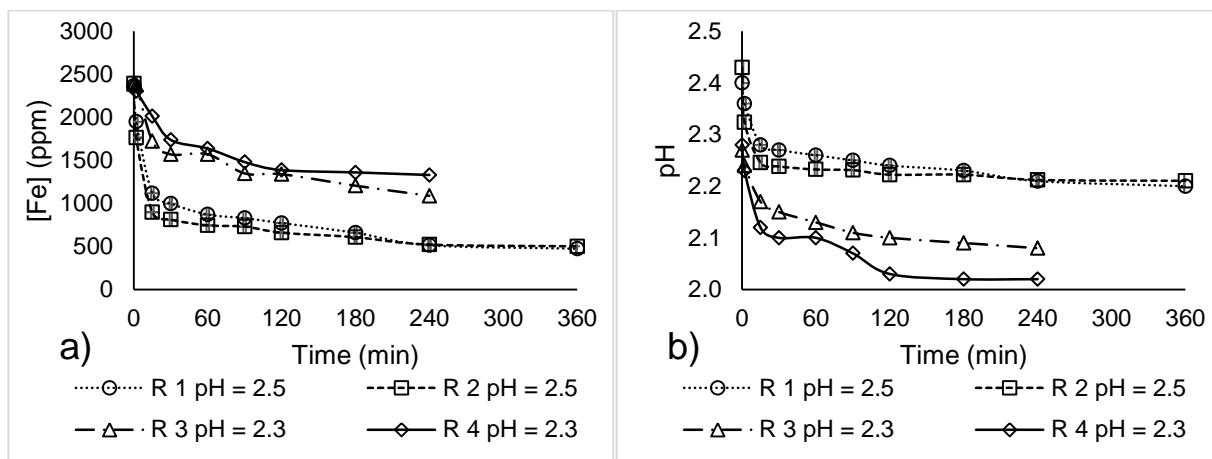 3000
2500
2000
1500
1000
500
0
[Fe] (ppm)
0 60 120 180 240 300 360
Time (min)
a)
R 1 pH = 2.5 R 2 pH = 2.5
R 3 pH = 2.3 R 4 pH = 2.3
2.5
2.4
2.3
2.2
2.1
2.0
pH
0 60 120 180 240 300 360
Time (min)
b)
R 1 pH = 2.5 R 2 pH = 2.5
R 3 pH = 2.3 R 4 pH = 2.3